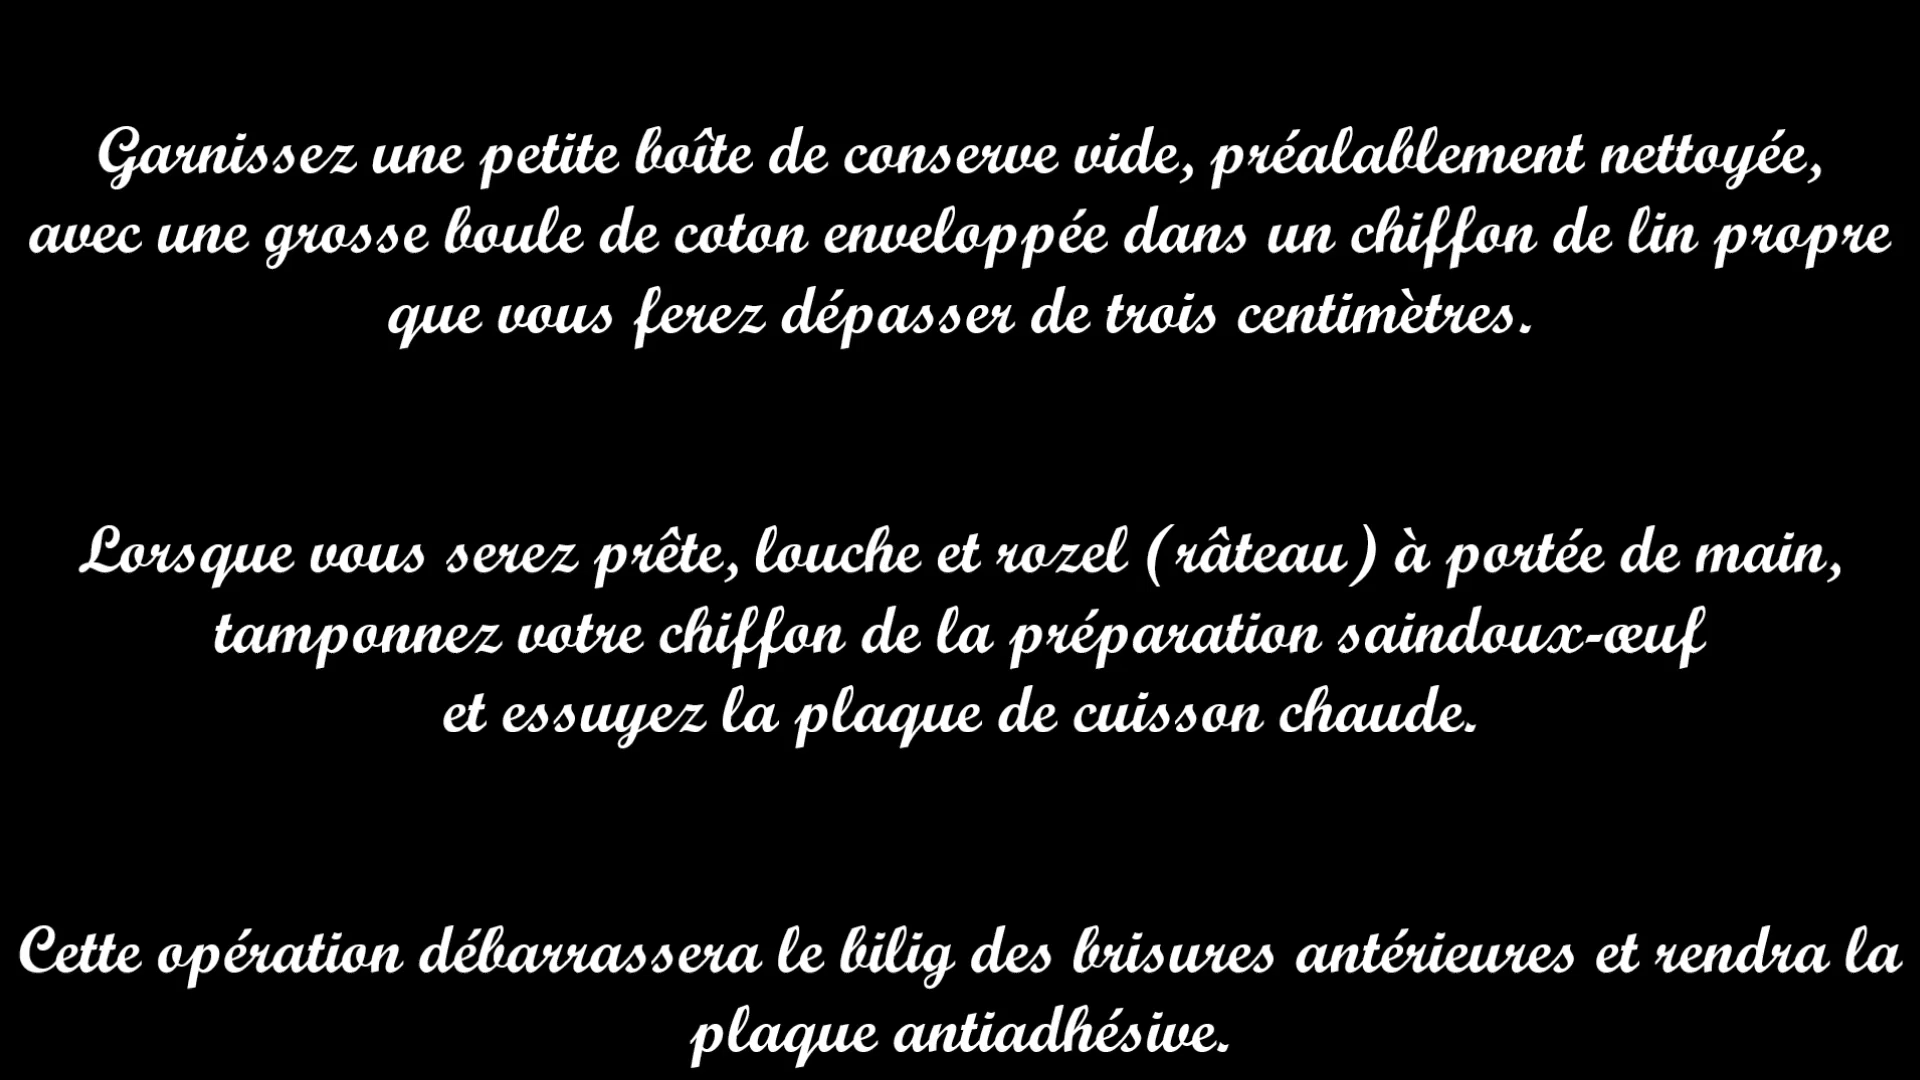 Garnissez une petite boîte de conserve vide, préalablement nettoyée,
avec une grosse boule de coton enveloppée dans un chiffon de lin propre
que vous ferez dépasser de trois centimètres.
Lorsque vous serez prête, louche et rozel (râteau) à portée de main,
tamponnez votre chiffon de la préparation saindoux-œuf
et essuyez la plaque de cuisson chaude.
Cette opération débarrassera le bilig des brisures antérieures et rendra la
plaque antiadhésive.